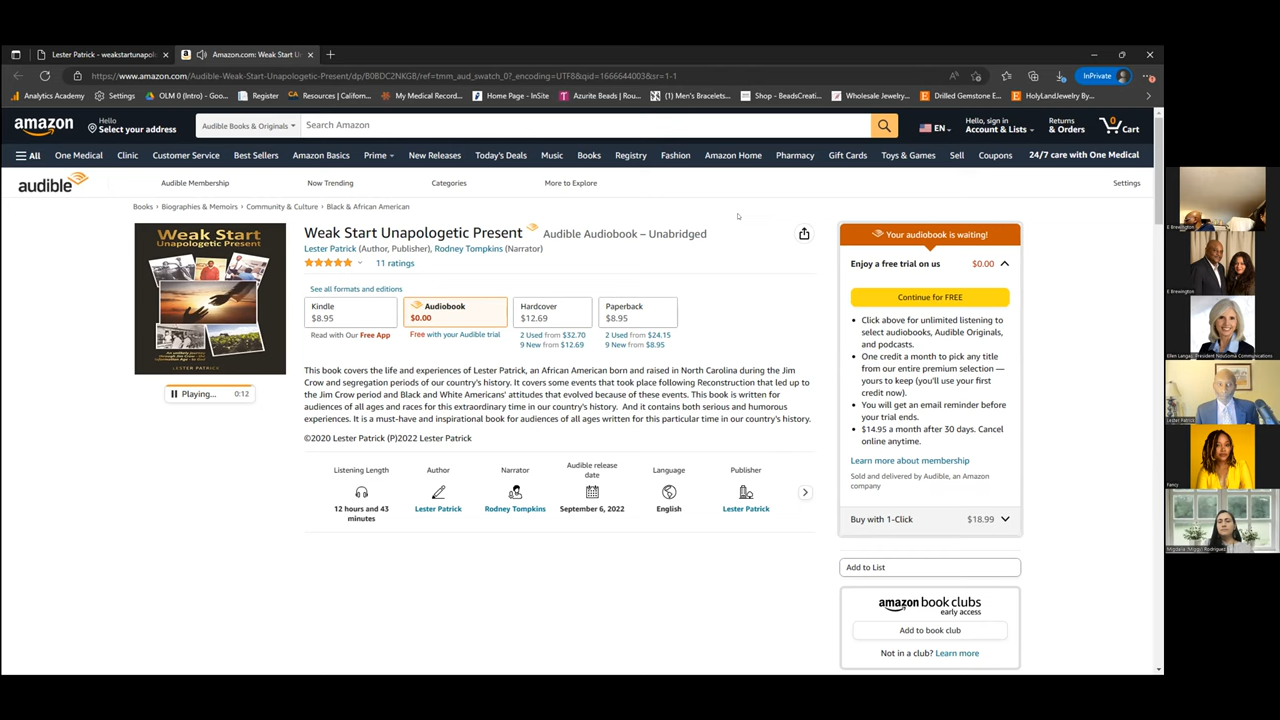 Lester Patrick - weakstartunapol
Amazon.com: Weak Start U
https://www.amazon.com/Audible-Weak-Start-Unapologetic-Present/dp/B0BDC2NKGB/ref=tmm_aud_swatch_0?_encoding=UTF8&qid=1666644003&sr=1-1
InPrivate
Analytics Academy
Settings
OLM 0 (Intro) - Goo...
Register
CA Resources | Californ...
My Medical Record:...
Home Page - InSite
Azurite Beads | Rou...
(1) Men's Bracelets...
Shop - BeadsCreati...
Wholesale Jewelry...
Drilled Gemstone E...
HolyLandJewelry By...
amazon
Hello
Select your address
Audible Books & Originals
Search Amazon
EN
Hello, sign in
Account & Lists
Returns
& Orders
0
Cart
All
One Medical
Clinic
Customer Service
Best Sellers
Amazon Basics
Prime
New Releases
Today's Deals
Music
Books
Registry
Fashion
Amazon Home
Pharmacy
Gift Cards
Toys & Games
Sell
Coupons
24/7 care with One Medical
audible
Audible Membership
Now Trending
Categories
More to Explore
Settings
Books › Biographies & Memoirs › Community & Culture › Black & African American
Weak Start
Unapologetic Present
LESTER PATRICK
Playing...
0:12
Weak Start Unapologetic Present
Audible Audiobook – Unabridged
Lester Patrick (Author, Publisher), Rodney Tompkins (Narrator)
11 ratings
See all formats and editions
Kindle
$8.95
Read with Our Free App
Audiobook
$0.00
Free with your Audible trial
Hardcover
$12.69
2 Used from $32.70
9 New from $12.69
Paperback
$8.95
2 Used from $24.15
9 New from $8.95
This book covers the life and experiences of Lester Patrick, an African American born and raised in North Carolina during the Jim
Crow and segregation periods of our country's history. It covers some events that took place following Reconstruction that led up to
the Jim Crow period and Black and White Americans' attitudes that evolved because of these events. This book is written for
audiences of all ages and races for this extraordinary time in our country's history. And it contains both serious and humorous
experiences. It is a must-have and inspirational book for audiences of all ages written for this particular time in our country's history.
©2020 Lester Patrick (P)2022 Lester Patrick
Listening Length
12 hours and 43
minutes
Author
Lester Patrick
Narrator
Rodney Tompkins
Audible release
date
September 6, 2022
Language
English
Publisher
Lester Patrick
Your audiobook is waiting!
Enjoy a free trial on us
$0.00
Continue for FREE
• Click above for unlimited listening to
select audiobooks, Audible Originals,
and podcasts.
• One credit a month to pick any title
from our entire premium selection —
yours to keep (you'll use your first
credit now).
• You will get an email reminder before
your trial ends.
• $14.95 a month after 30 days. Cancel
online anytime.
Learn more about membership
Sold and delivered by Audible, an Amazon
company
Buy with 1-Click
$18.99
Add to List
amazon book clubs
early access
Add to book club
Not in a club? Learn more
E Brewington
E Brewington
Lester Patrick
Fancy